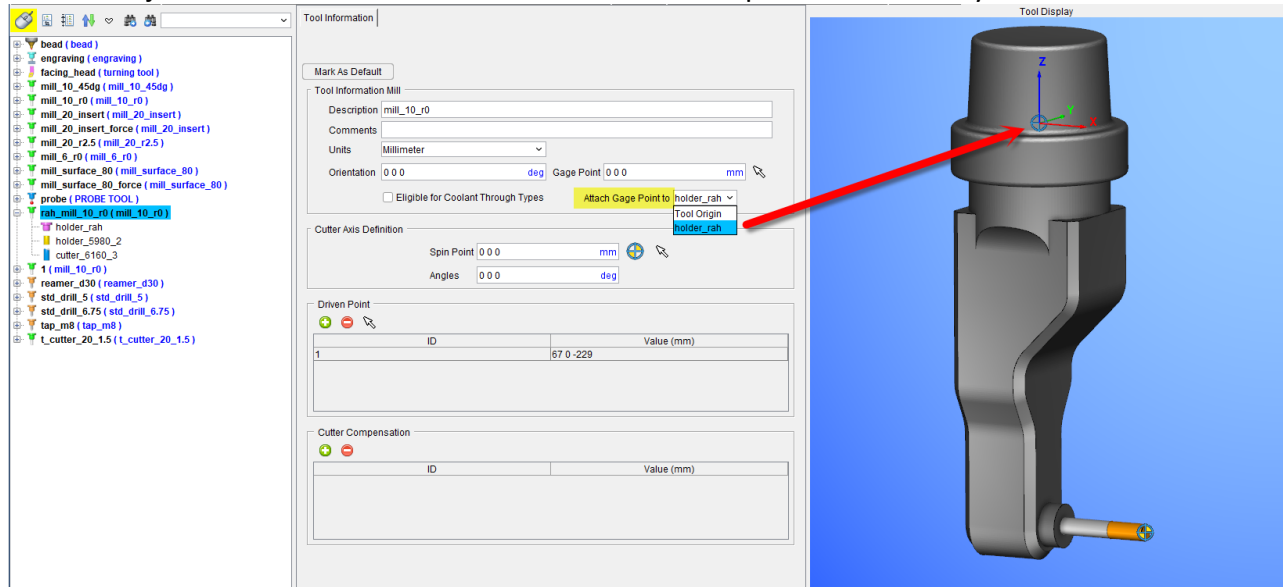 Tool Information
Tool Display
bead ( bead )
engraving ( engraving )
facing_head ( turning tool )
mill_10_45dg ( mill_10_45dg )
mill_10_r0 ( mill_10_r0 )
mill_20_insert ( mill_20_insert )
mill_20_insert_force ( mill_20_insert )
mill_20_r2.5 ( mill_20_r2.5 )
mill_6_r0 ( mill_6_r0 )
mill_surface_80 ( mill_surface_80 )
mill_surface_80_force ( mill_surface_80 )
probe ( PROBE TOOL )
rah_mill_10_r0 ( mill_10_r0 )
holder_rah
holder_5980_2
cutter_6160_3
1 ( mill_10_r0 )
reamer_d30 ( reamer_d30 )
std_drill_5 ( std_drill_5 )
std_drill_6.75 ( std_drill_6.75 )
tap_m8 ( tap_m8 )
t_cutter_20_1.5 ( t_cutter_20_1.5 )
Mark As Default
Tool Information Mill
Description mill_10_r0
Comments
Units Millimeter
Orientation 0 0 0 deg Gage Point 0 0 0 mm
Eligible for Coolant Through Types Attach Gage Point to holder_rah
Tool Origin
holder_rah
Cutter Axis Definition
Spin Point 0 0 0 mm
Angles 0 0 0 deg
Driven Point
ID Value (mm)
1 67 0 -229
Cutter Compensation
ID Value (mm)
Z
Y
X